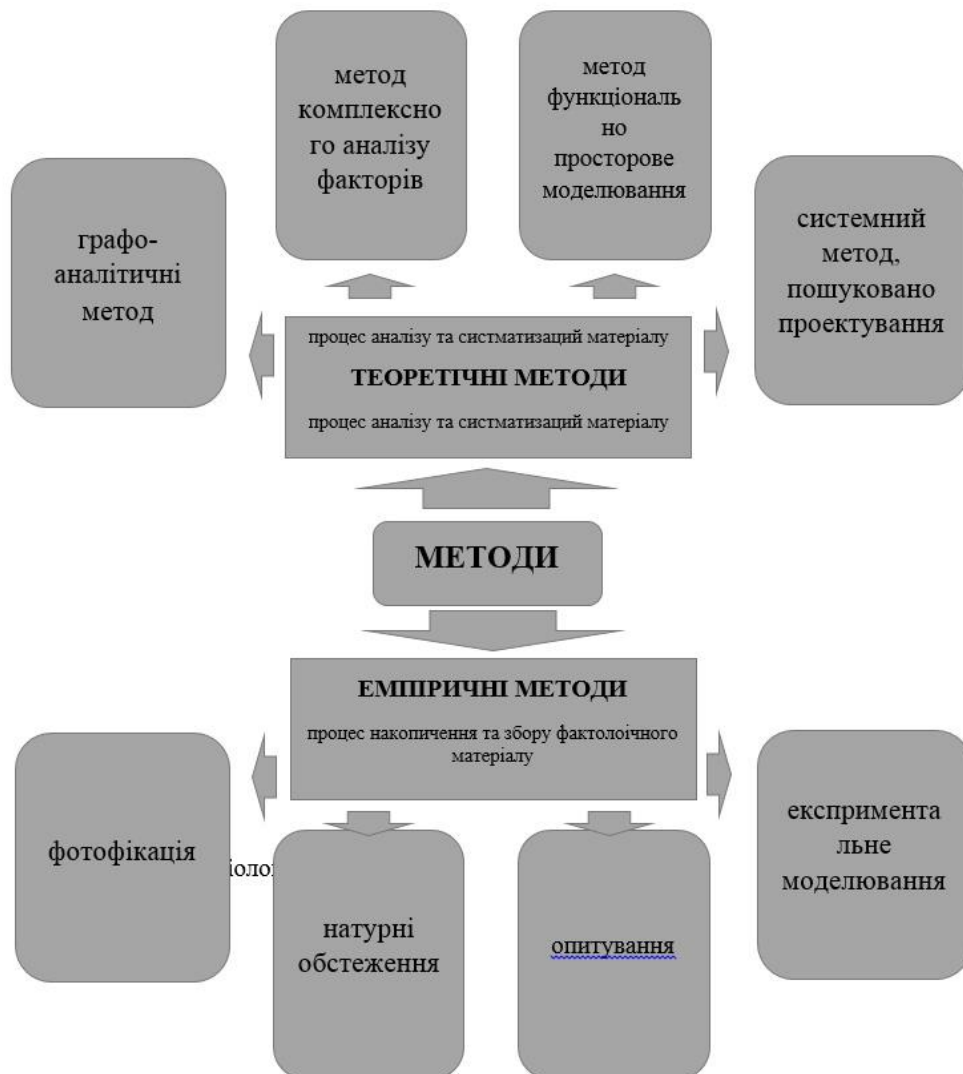 метод
комплексно
го аналізу
факторів
метод
функціональ
но
просторове
моделювання
графо-
аналітичні
метод
системний
метод,
пошуковано
проектування
процес аналізу та систматизаций матеріалу
ТЕОРЕТІЧНІ МЕТОДИ
процес аналізу та систматизаций матеріалу
МЕТОДИ
ЕМПІРИЧНІ МЕТОДИ
процес накопичення та збору фактолоічного
матеріалу
фотофікація
натурні
обстеження
опитування
експримента
льне
моделювання